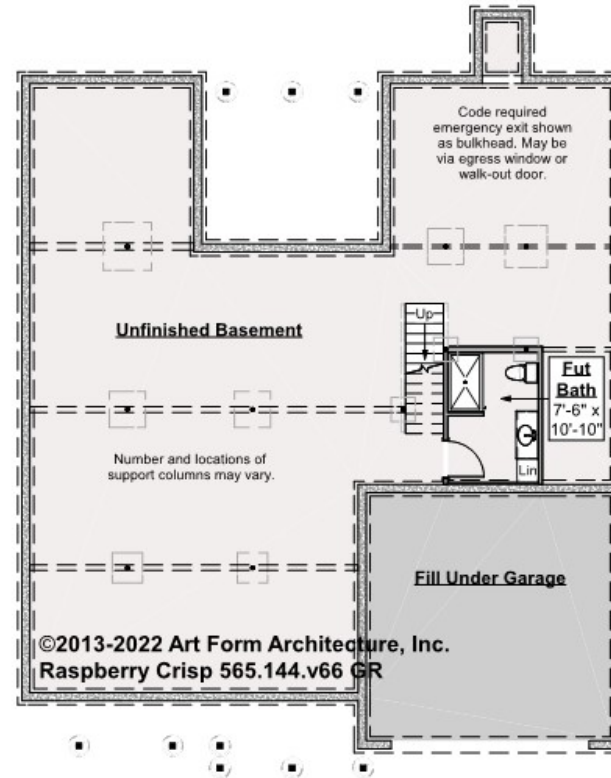 Code required
emergency exit shown
as bulkhead. May be
via egress window or
walk-out door.
Up
Unfinished Basement
Fut
Bath
7'-6" x
10'-10"
Lin
Number and locations of
support columns may vary.
Fill Under Garage
©2013-2022 Art Form Architecture, Inc.
Raspberry Crisp 565.144.v66 GR